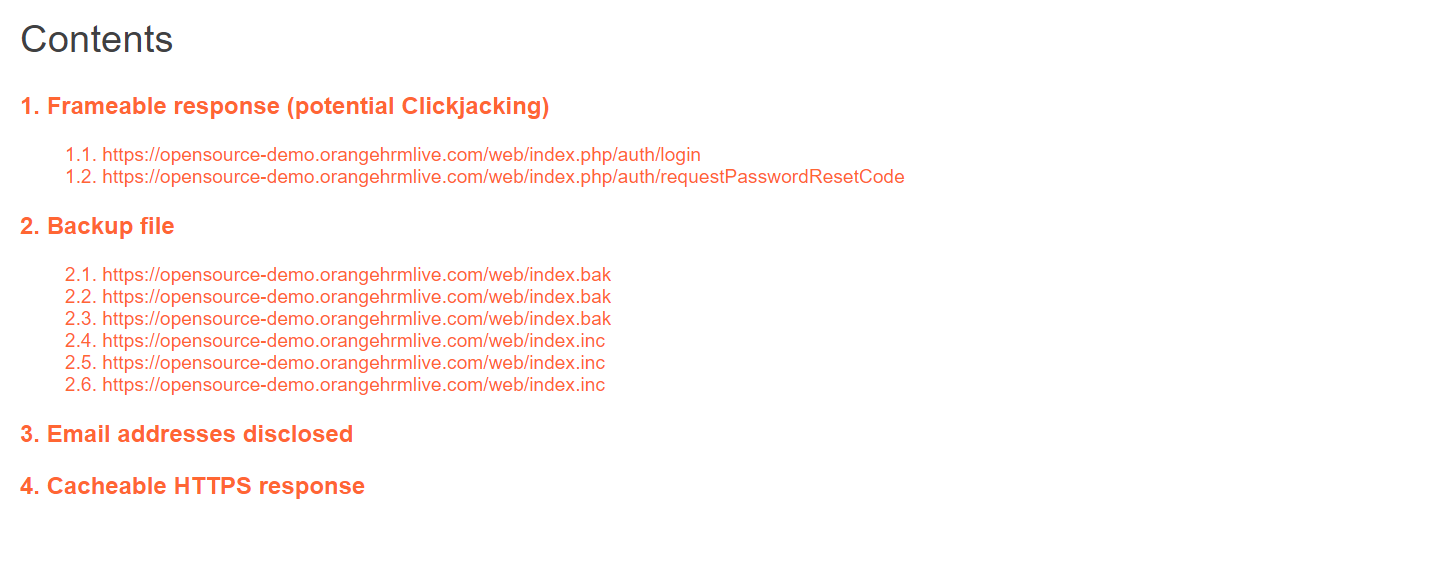 Contents
1. Frameable response (potential Clickjacking)
1.1. https://opensource-demo.orangehrmlive.com/web/index.php/auth/login
1.2. https://opensource-demo.orangehrmlive.com/web/index.php/auth/requestPasswordResetCode
2. Backup file
2.1. https://opensource-demo.orangehrmlive.com/web/index.bak
2.2. https://opensource-demo.orangehrmlive.com/web/index.bak
2.3. https://opensource-demo.orangehrmlive.com/web/index.bak
2.4. https://opensource-demo.orangehrmlive.com/web/index.inc
2.5. https://opensource-demo.orangehrmlive.com/web/index.inc
2.6. https://opensource-demo.orangehrmlive.com/web/index.inc
3. Email addresses disclosed
4. Cacheable HTTPS response